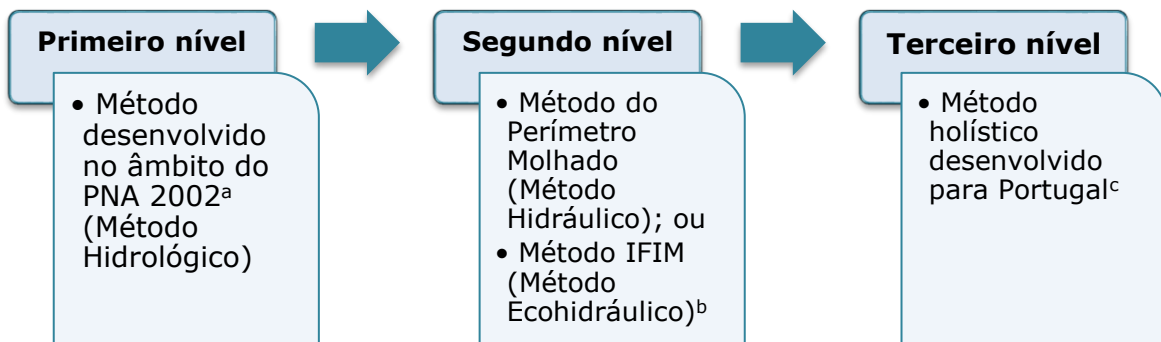 Primeiro nível
• Método
desenvolvido
no âmbito do
PNA 2002ᵃ
(Método
Hidrológico)
Segundo nível
• Método do
Perímetro
Molhado
(Método
Hidráulico); ou
• Método IFIM
(Método
Ecohidráulico)ᵇ
Terceiro nível
• Método
holístico
desenvolvido
para Portugalᶜ